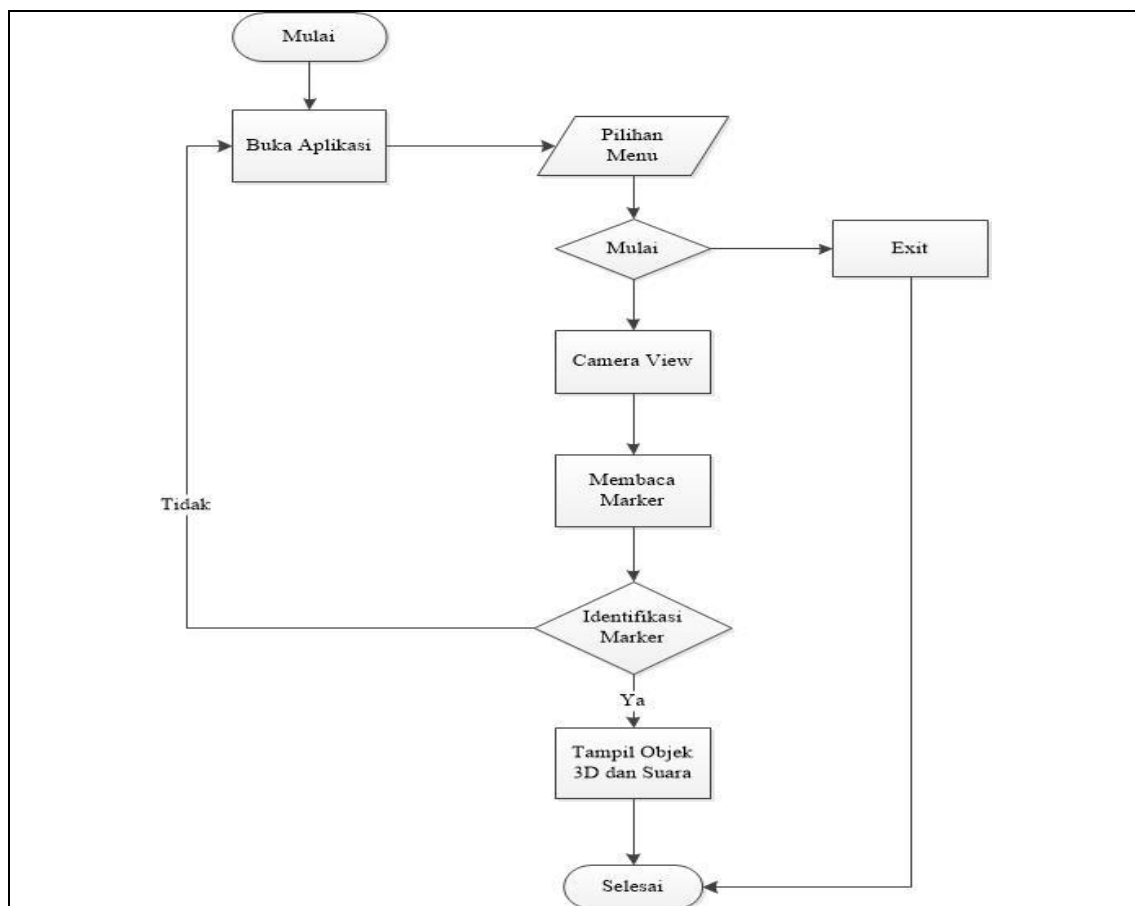 Mulai
Buka Aplikasi
Pilihan
Menu
Mulai
Exit
Camera View
Membaca
Marker
Tidak
Identifikasi
Marker
Ya
Tampil Objek
3D dan Suara
Selesai